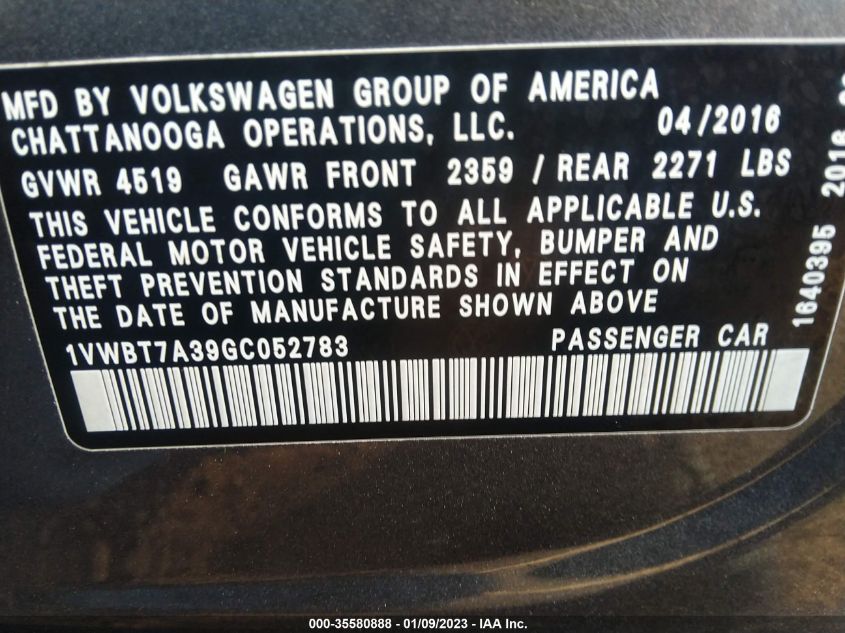 MFD BY VOLKSWAGEN GROUP OF AMERICA
CHATTANOOGA OPERATIONS, LLC. 04/2016
GVWR 4519 GAWR FRONT 2359 / REAR 2271 LBS
THIS VEHICLE CONFORMS TO ALL APPLICABLE U.S.
FEDERAL MOTOR VEHICLE SAFETY, BUMPER AND
THEFT PREVENTION STANDARDS IN EFFECT ON
THE DATE OF MANUFACTURE SHOWN ABOVE
1VWBT7A39GC052783 PASSENGER CAR
1640395 2016
000-35580888 - 01/09/2023 - IAA Inc.